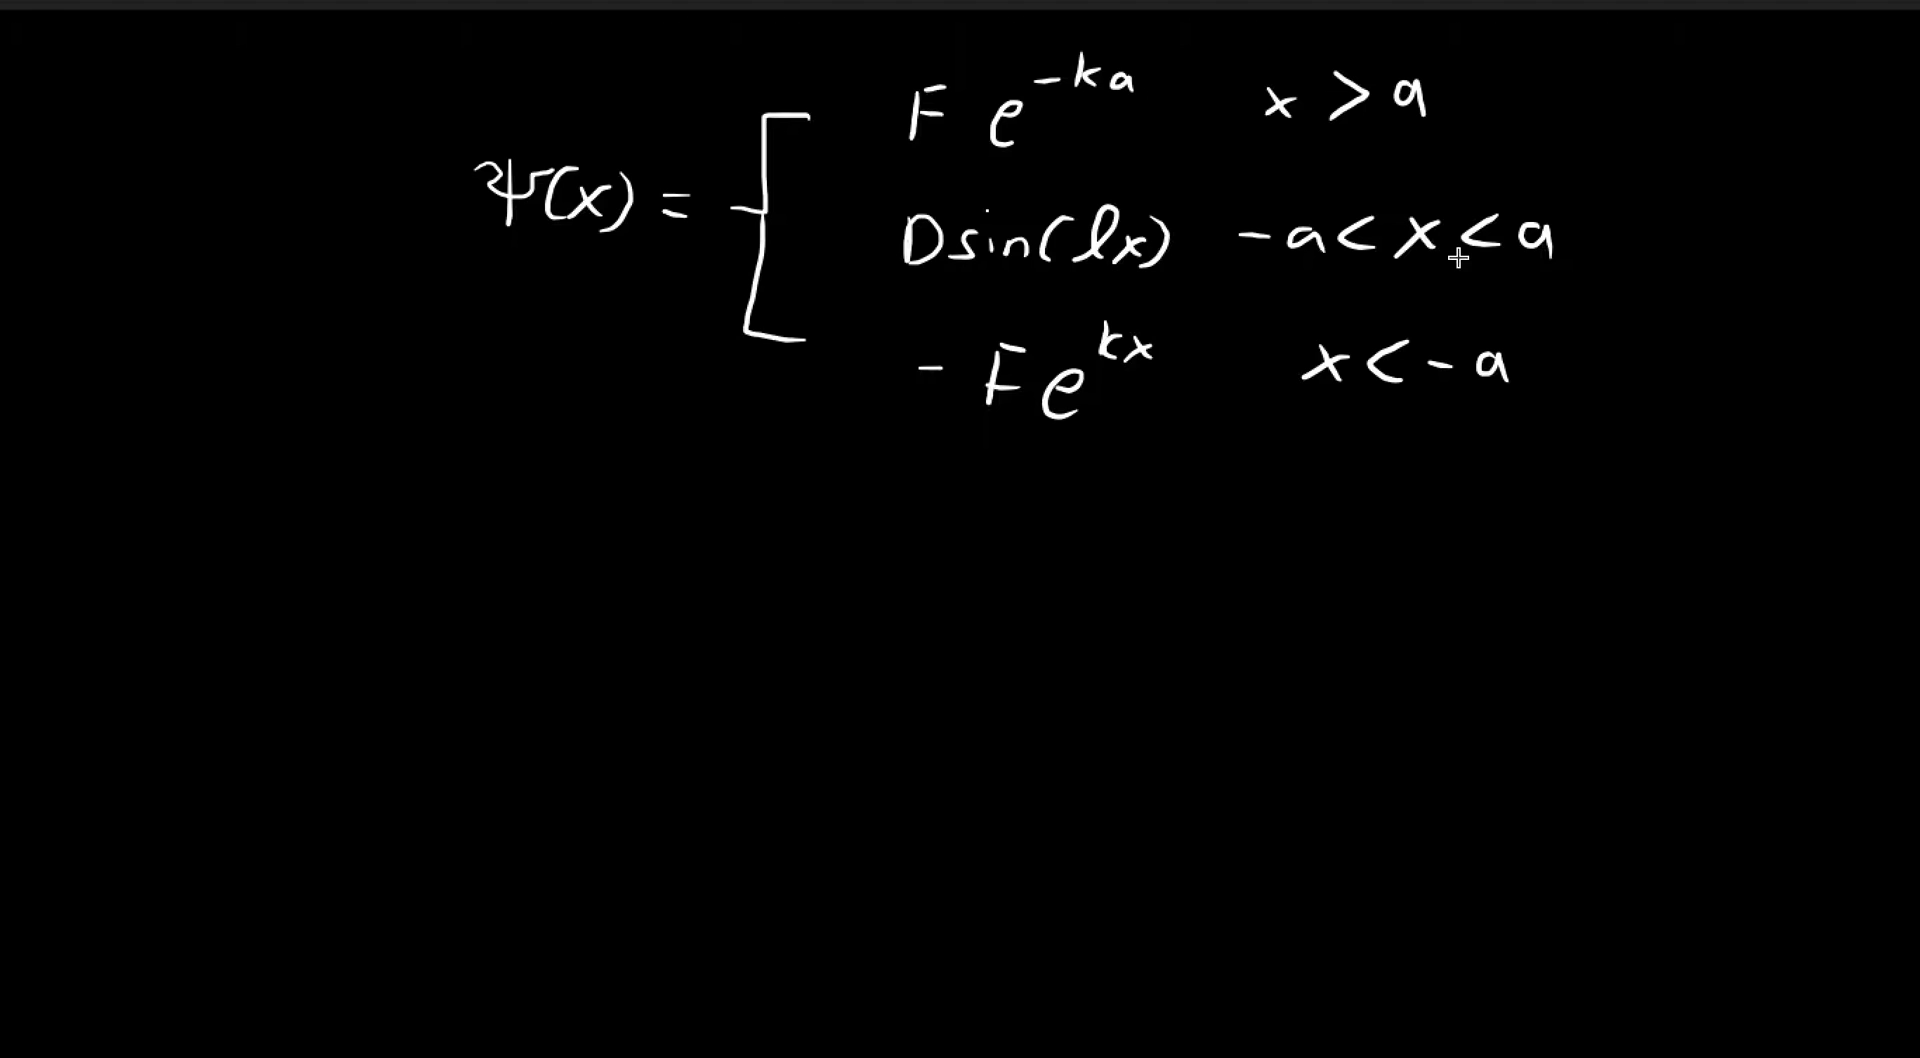 F e^{-ka} x > a
ψ(x) =
D sin(lx) -a < x < a
- F e^{kx} x < -a